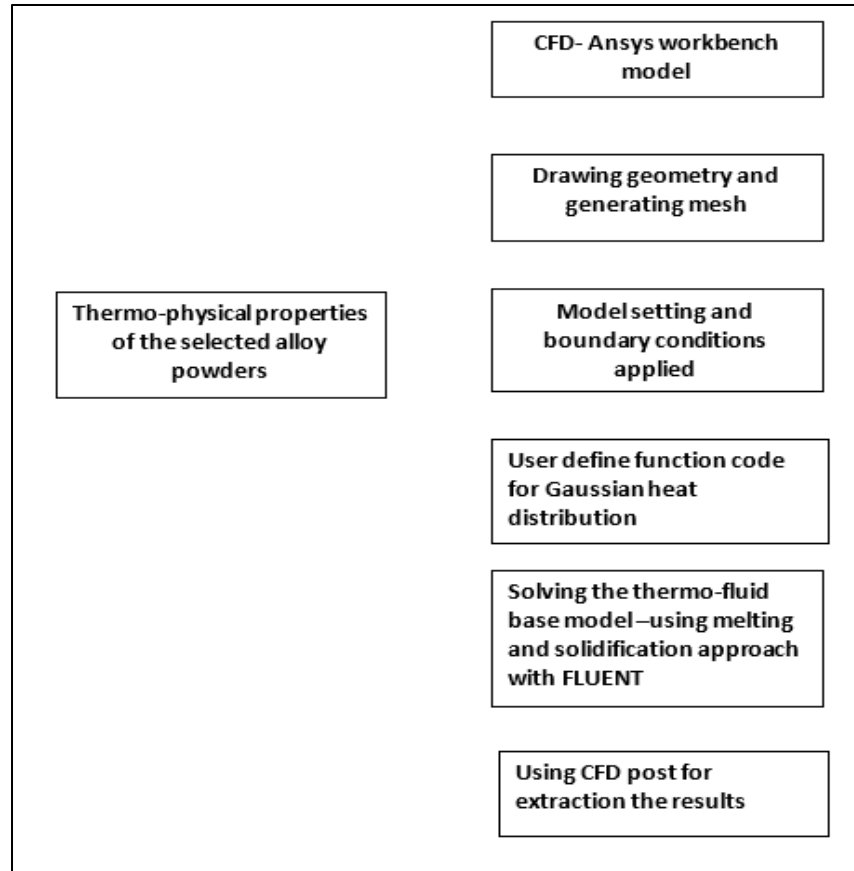 CFD- Ansys workbench
model
Drawing geometry and
generating mesh
Thermo-physical properties
of the selected alloy
powders
Model setting and
boundary conditions
applied
User define function code
for Gaussian heat
distribution
Solving the thermo-fluid
base model –using melting
and solidification approach
with FLUENT
Using CFD post for
extraction the results